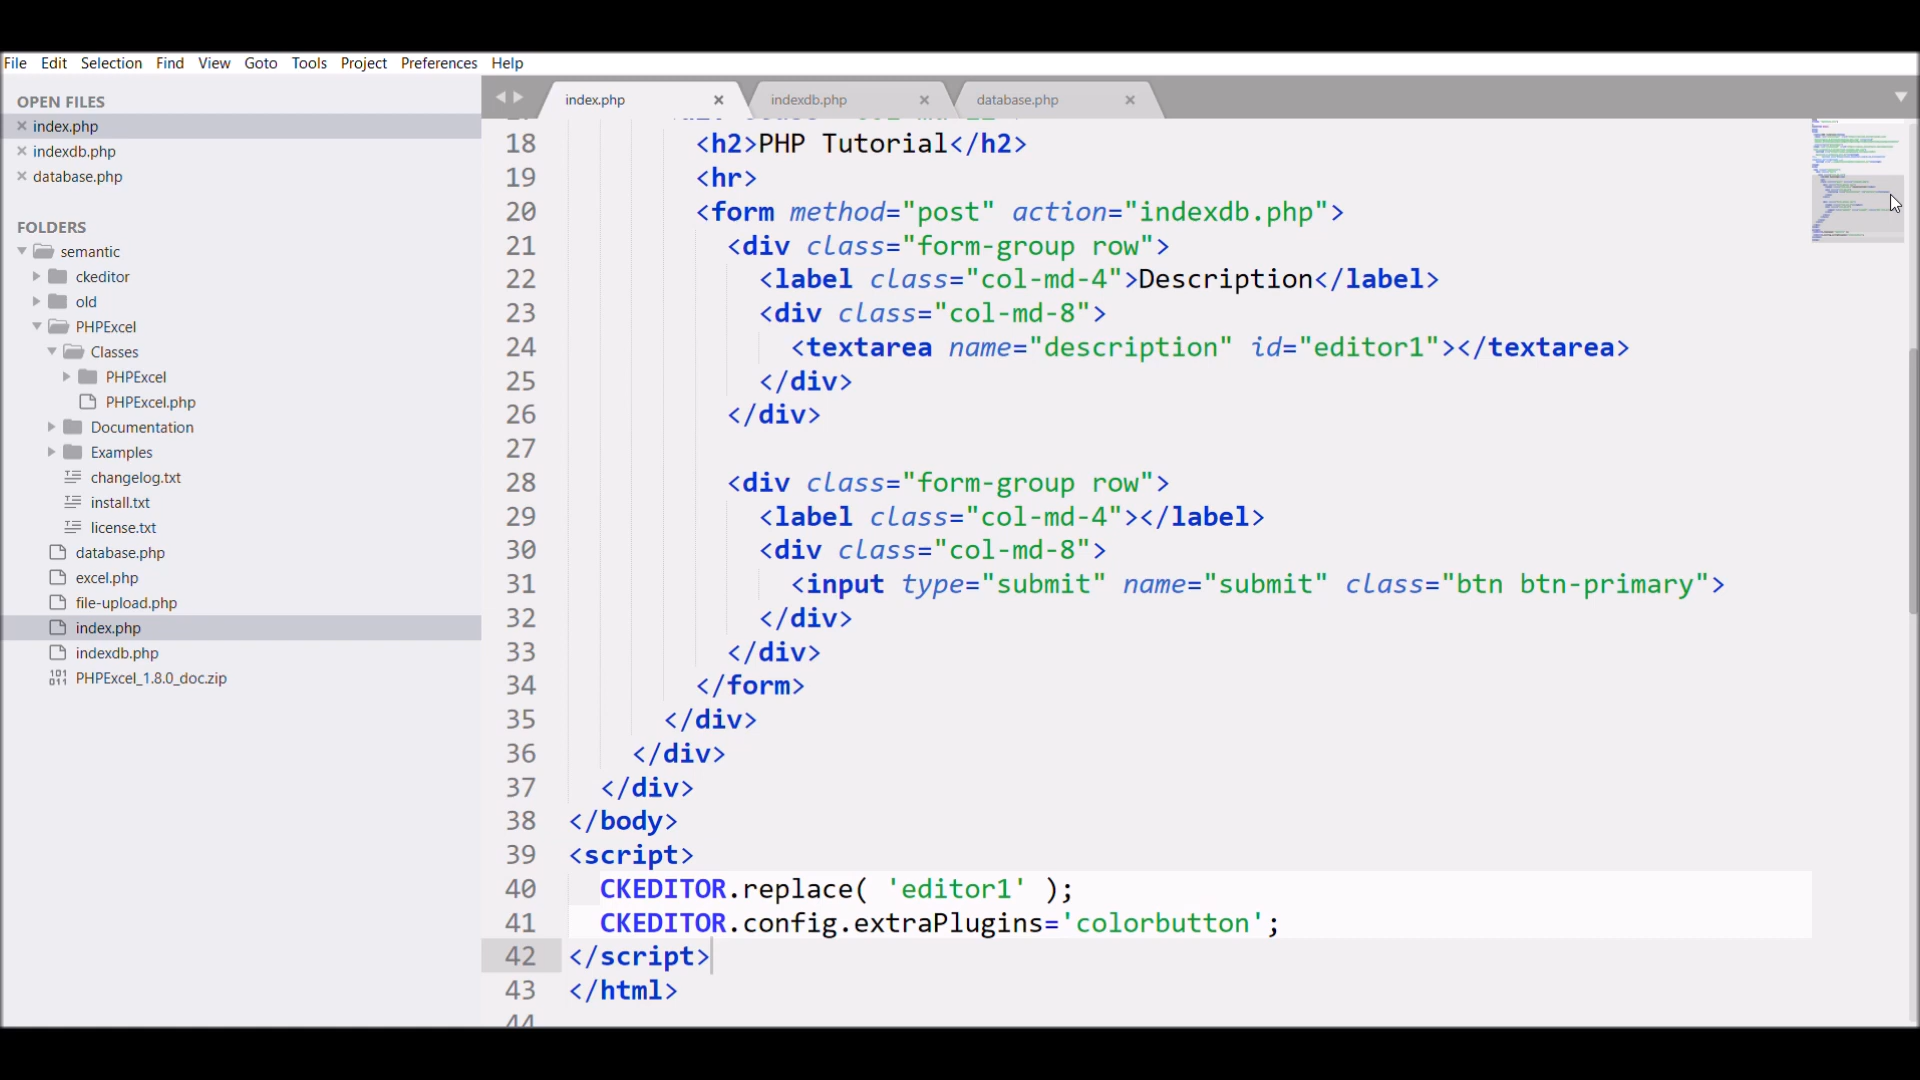 File Edit Selection Find View Goto Tools Project Preferences Help
OPEN FILES
index.php
indexdb.php
database.php
FOLDERS
semantic
ckeditor
old
PHPExcel
Classes
PHPExcel
PHPExcel.php
Documentation
Examples
changelog.txt
install.txt
license.txt
database.php
excel.php
file-upload.php
index.php
indexdb.php
PHPExcel_1.8.0_doc.zip
index.php indexdb.php database.php
18 <h2>PHP Tutorial</h2>
19 <hr>
20 <form method="post" action="indexdb.php">
21 <div class="form-group row">
22 <label class="col-md-4">Description</label>
23 <div class="col-md-8">
24 <textarea name="description" id="editor1"></textarea>
25 </div>
26 </div>
27
28 <div class="form-group row">
29 <label class="col-md-4"></label>
30 <div class="col-md-8">
31 <input type="submit" name="submit" class="btn btn-primary">
32 </div>
33 </div>
34 </form>
35 </div>
36 </div>
37 </div>
38 </body>
39 <script>
40 CKEDITOR.replace( 'editor1' );
41 CKEDITOR.config.extraPlugins='colorbutton';
42 </script>
43 </html>
44